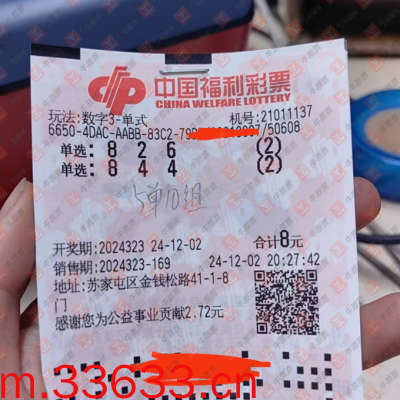 中国福利彩票
CHINA WELFARE LOTTERY
玩法:数字3-单式
机号:21011137
6650-4DAC-AABB-83C2-79 /50608
单选: 8 2 6 (2)
单选: 8 4 4 (2)
5单10组
开奖期:2024323 24-12-02 合计8元
销售期:2024323-169 24-12-02 20:27:42
地址:苏家屯区金钱松路41-1-8
门
感谢您为公益事业贡献2.72元
m.33633.cn